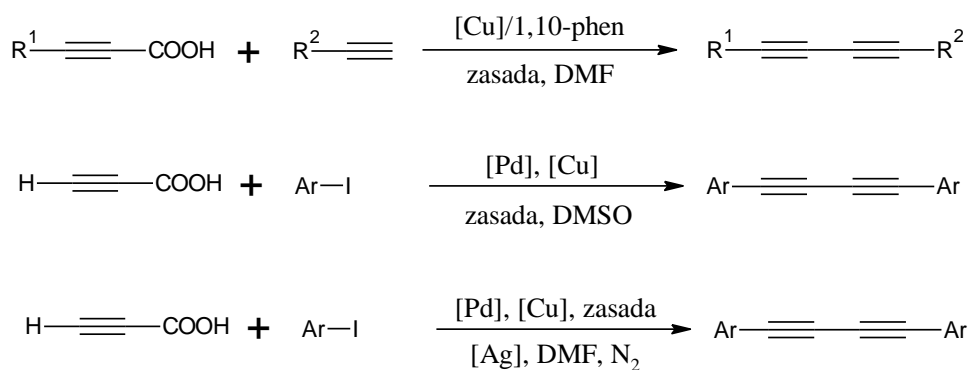 R¹ COOH + R² [Cu]/1,10-phen R¹ R²
zasada, DMF
H COOH + Ar I [Pd], [Cu] Ar Ar
zasada, DMSO
H COOH + Ar I [Pd], [Cu], zasada Ar Ar
[Ag], DMF, N₂